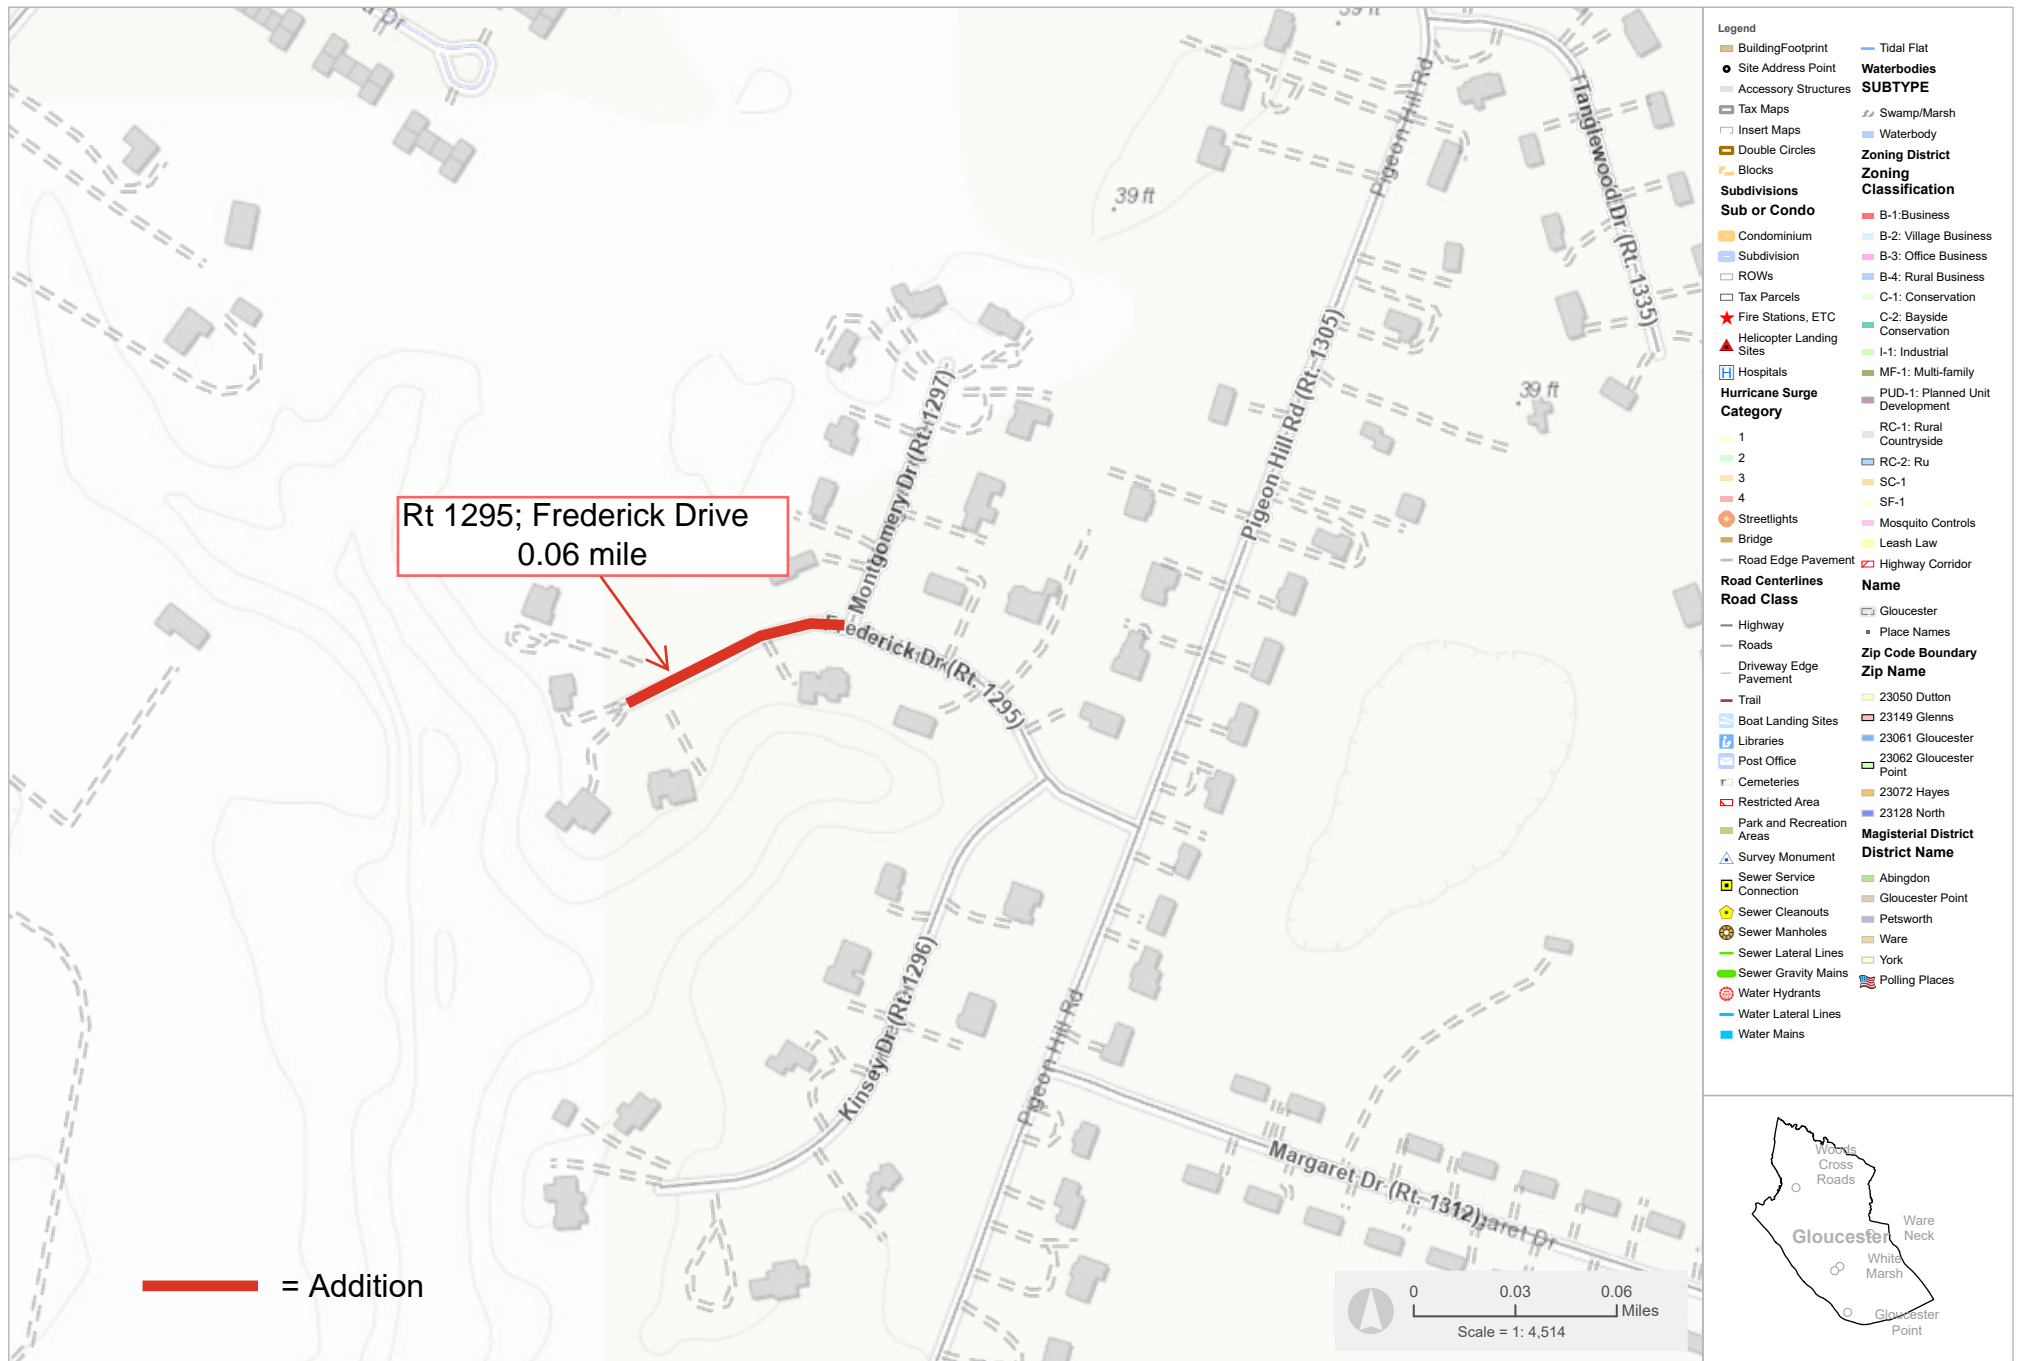 39 ft
39 ft
39 ft
Pigeon Hill Rd
Tanglewood Dr (Rt. 1335)
Pigeon Hill Rd (Rt. 1305)
Montgomery Dr (Rt. 1297)
Rt 1295; Frederick Drive
0.06 mile
Frederick Dr (Rt. 1295)
Kinsey Dr (Rt. 1296)
Pigeon Hill Rd
Margaret Dr (Rt. 1312)
= Addition
0 0.03 0.06
Miles
Scale = 1: 4,514
Legend
BuildingFootprint
Site Address Point
Accessory Structures
Tax Maps
Insert Maps
Double Circles
Blocks
Subdivisions
Sub or Condo
Condominium
Subdivision
ROWs
Tax Parcels
Fire Stations, ETC
Helicopter Landing
Sites
H Hospitals
Hurricane Surge
Category
1
2
3
4
Streetlights
Bridge
Road Edge Pavement
Road Centerlines
Road Class
Highway
Roads
Driveway Edge
Pavement
Trail
Boat Landing Sites
Libraries
Post Office
Cemeteries
Restricted Area
Park and Recreation
Areas
Survey Monument
Sewer Service
Connection
Sewer Cleanouts
Sewer Manholes
Sewer Lateral Lines
Sewer Gravity Mains
Water Hydrants
Water Lateral Lines
Water Mains
Tidal Flat
Waterbodies
SUBTYPE
Swamp/Marsh
Waterbody
Zoning District
Zoning
Classification
B-1:Business
B-2: Village Business
B-3: Office Business
B-4: Rural Business
C-1: Conservation
C-2: Bayside
Conservation
I-1: Industrial
MF-1: Multi-family
PUD-1: Planned Unit
Development
RC-1: Rural
Countryside
RC-2: Ru
SC-1
SF-1
Mosquito Controls
Leash Law
Highway Corridor
Name
Gloucester
Place Names
Zip Code Boundary
Zip Name
23050 Dutton
23149 Glenns
23061 Gloucester
23062 Gloucester
Point
23072 Hayes
23128 North
Magisterial District
District Name
Abingdon
Gloucester Point
Petsworth
Ware
York
Polling Places
Woods
Cross
Roads
Ware
Neck
Gloucester
White
Marsh
Gloucester
Point